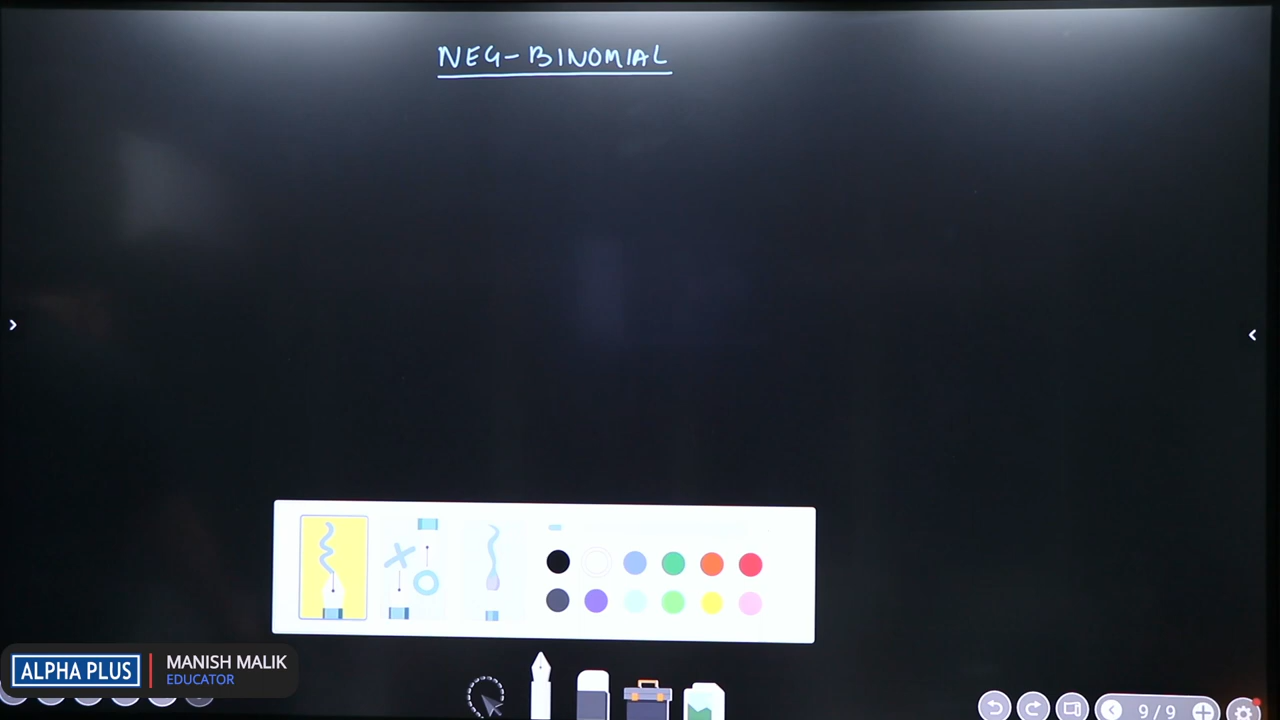 NEG-BINOMIAL
ALPHA PLUS
MANISH MALIK
EDUCATOR
9/9